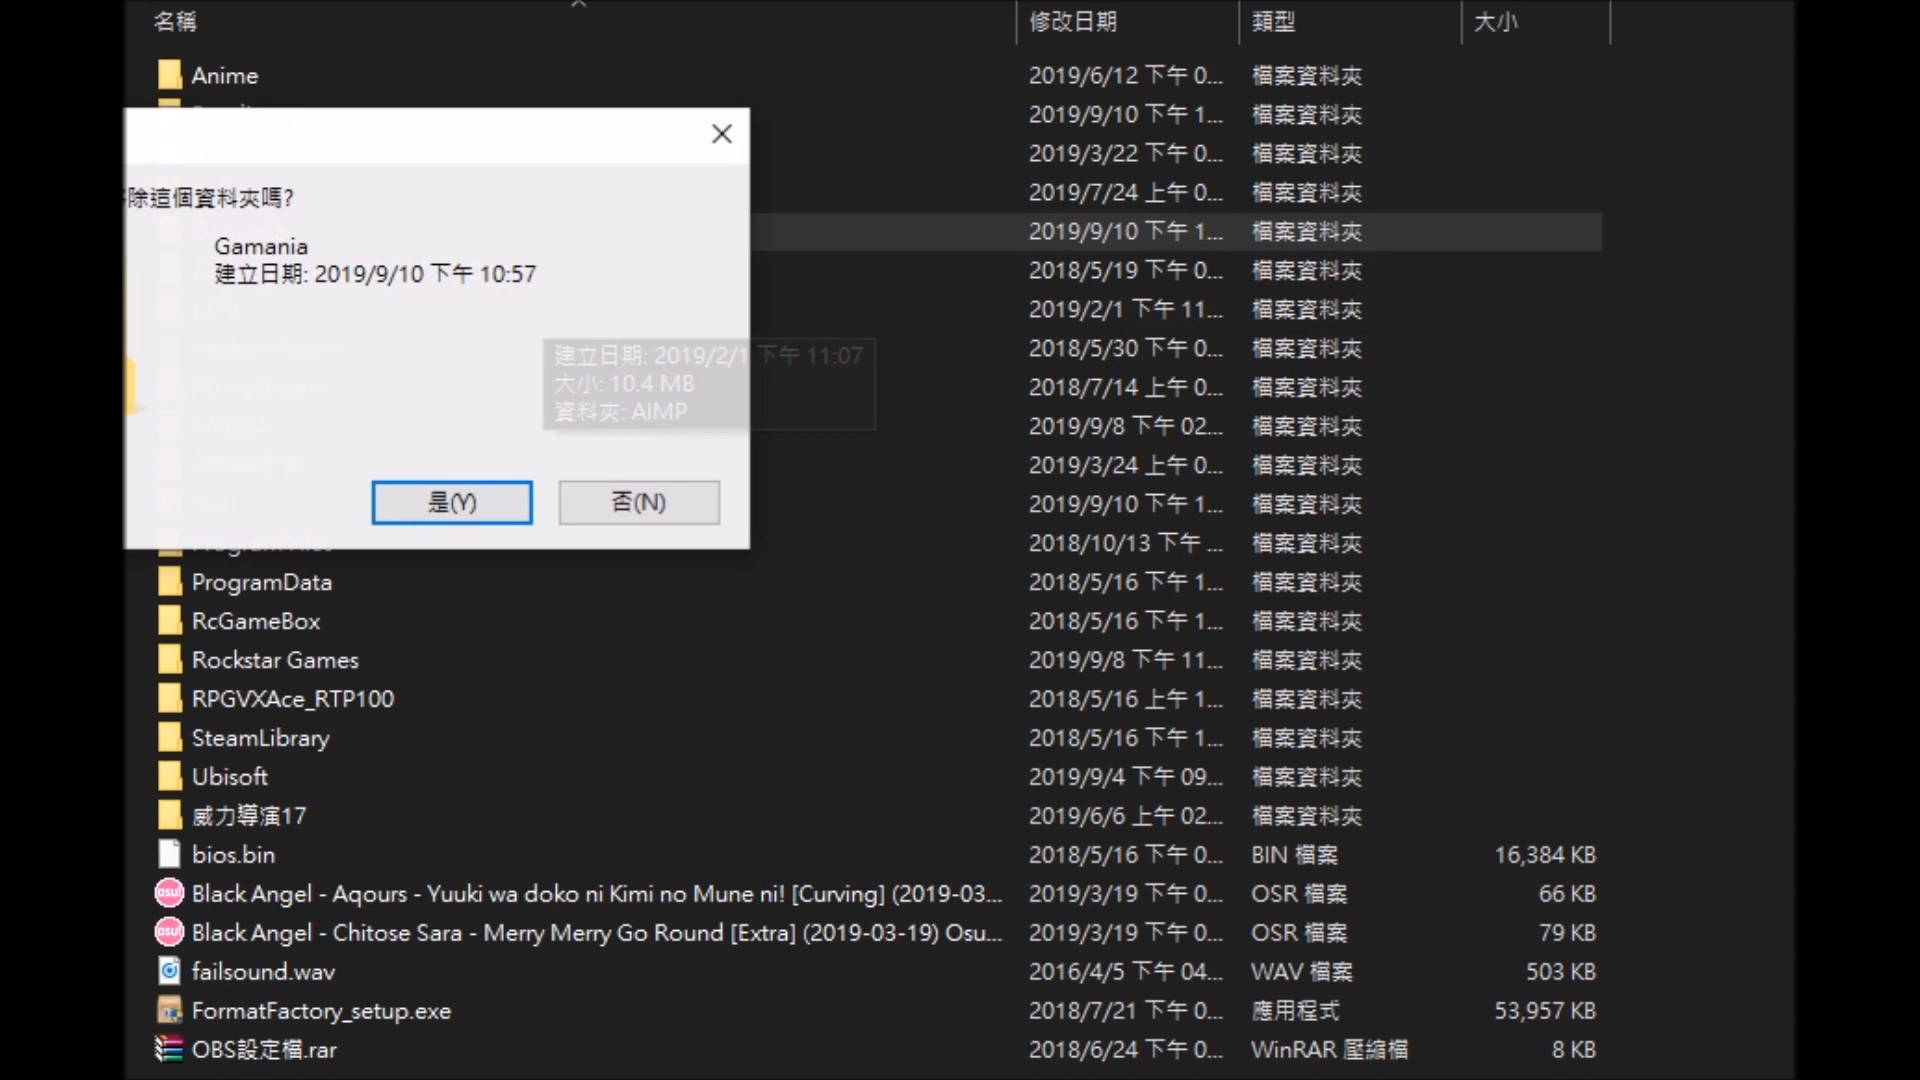 名稱 修改日期 類型 大小
Anime 2019/6/12 下午 0... 檔案資料夾
2019/9/10 下午 1... 檔案資料夾
2019/3/22 下午 0... 檔案資料夾
2019/7/24 上午 0... 檔案資料夾
2019/9/10 下午 1... 檔案資料夾
2018/5/19 下午 0... 檔案資料夾
2019/2/1 下午 11... 檔案資料夾
2018/5/30 下午 0... 檔案資料夾
2018/7/14 上午 0... 檔案資料夾
2019/9/8 下午 02... 檔案資料夾
2019/3/24 上午 0... 檔案資料夾
2019/9/10 下午 1... 檔案資料夾
2018/10/13 下午 ... 檔案資料夾
除這個資料夾嗎?
Gamania
建立日期: 2019/9/10 下午 10:57
建立日期: 2019/2/1 下午 11:07
大小: 10.4 MB
資料夾: AIMP
是(Y) 否(N)
ProgramData 2018/5/16 下午 1... 檔案資料夾
RcGameBox 2018/5/16 下午 1... 檔案資料夾
Rockstar Games 2019/9/8 下午 11... 檔案資料夾
RPGVXAce_RTP100 2018/5/16 上午 1... 檔案資料夾
SteamLibrary 2018/5/16 下午 1... 檔案資料夾
Ubisoft 2019/9/4 下午 09... 檔案資料夾
威力導演17 2019/6/6 上午 02... 檔案資料夾
bios.bin 2018/5/16 下午 0... BIN 檔案 16,384 KB
Black Angel - Aqours - Yuuki wa doko ni Kimi no Mune ni! [Curving] (2019-03... 2019/3/19 下午 0... OSR 檔案 66 KB
Black Angel - Chitose Sara - Merry Merry Go Round [Extra] (2019-03-19) Osu... 2019/3/19 下午 0... OSR 檔案 79 KB
failsound.wav 2016/4/5 下午 04... WAV 檔案 503 KB
FormatFactory_setup.exe 2018/7/21 下午 0... 應用程式 53,957 KB
OBS設定檔.rar 2018/6/24 下午 0... WinRAR 壓縮檔 8 KB